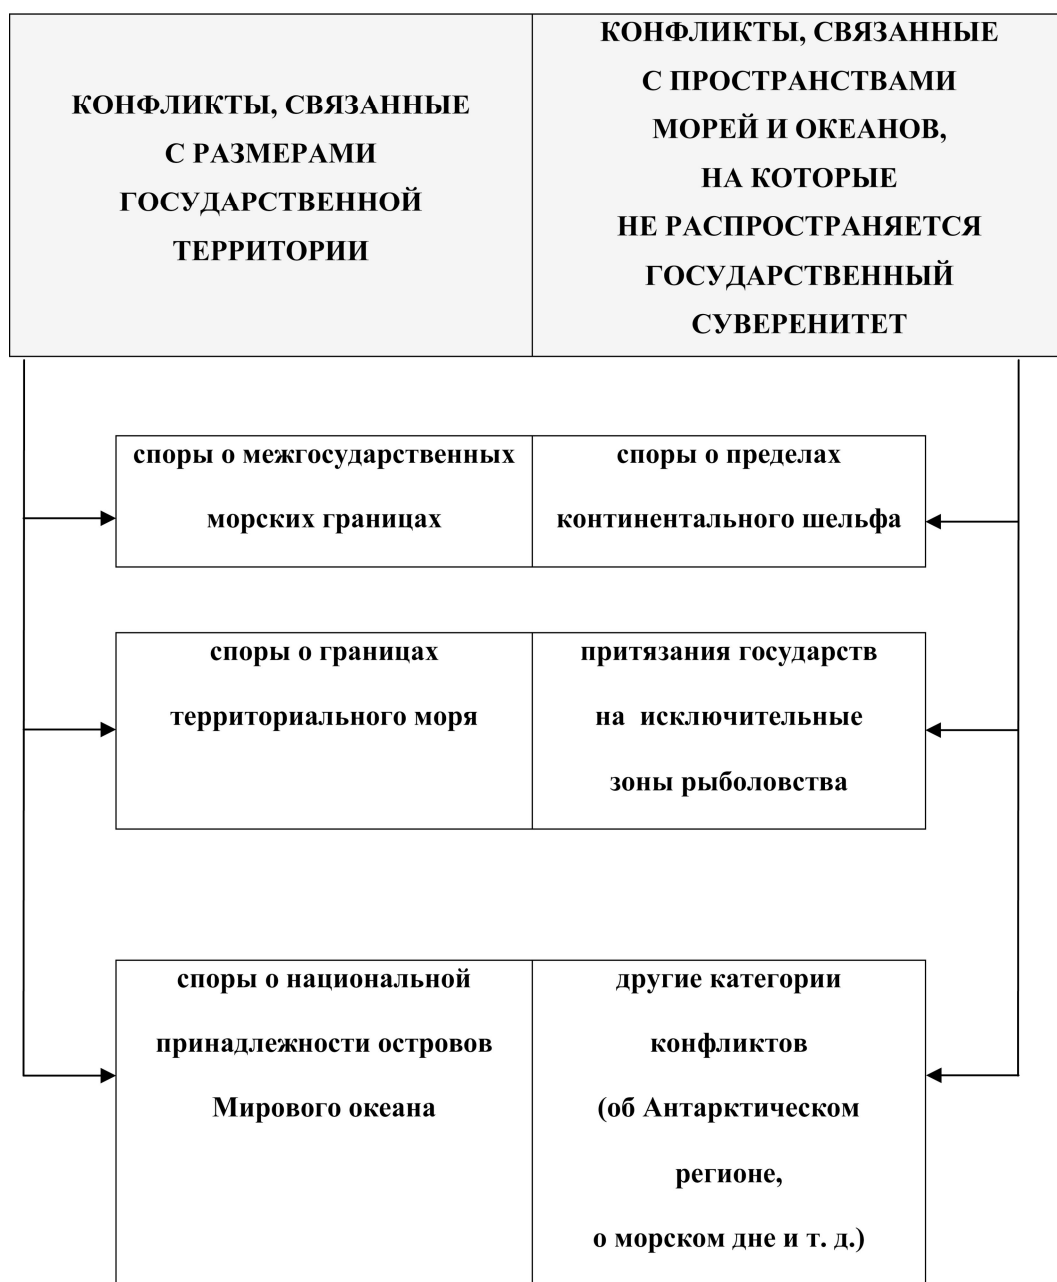 КОНФЛИКТЫ, СВЯЗАННЫЕ
С РАЗМЕРАМИ
ГОСУДАРСТВЕННОЙ
ТЕРРИТОРИИ
КОНФЛИКТЫ, СВЯЗАННЫЕ
С ПРОСТРАНСТВАМИ
МОРЕЙ И ОКЕАНОВ,
НА КОТОРЫЕ
НЕ РАСПРОСТРАНЯЕТСЯ
ГОСУДАРСТВЕННЫЙ
СУВЕРЕНИТЕТ
споры о межгосударственных
морских границах
споры о пределах
континентального шельфа
споры о границах
территориального моря
притязания государств
на исключительные
зоны рыболовства
споры о национальной
принадлежности островов
Мирового океана
другие категории
конфликтов
(об Антарктическом
регионе,
о морском дне и т. д.)